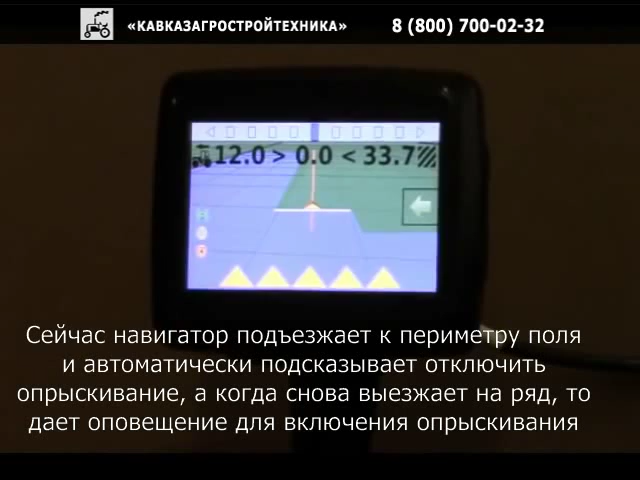 «КАВКАЗАГРОСТРОЙТЕХНИКА» 8 (800) 700-02-32
12.0 > 0.0 < 33.7
Сейчас навигатор подъезжает к периметру поля
и автоматически подсказывает отключить
опрыскивание, а когда снова выезжает на ряд, то
дает оповещение для включения опрыскивания